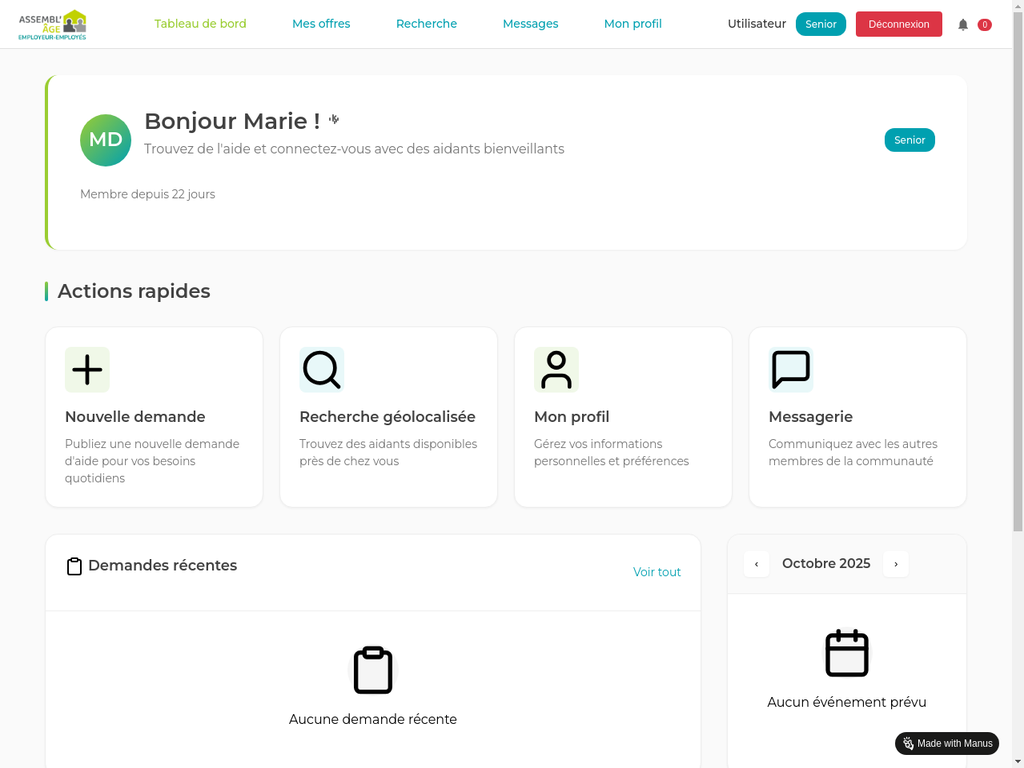 ASSEMBL'
ÂGE
EMPLOYEUR-EMPLOYÉS
Tableau de bord
Mes offres
Recherche
Messages
Mon profil
Utilisateur
Senior
Déconnexion
0
MD
Bonjour Marie !
Trouvez de l'aide et connectez-vous avec des aidants bienveillants
Senior
Membre depuis 22 jours
Actions rapides
Nouvelle demande
Publiez une nouvelle demande
d'aide pour vos besoins
quotidiens
Recherche géolocalisée
Trouvez des aidants disponibles
près de chez vous
Mon profil
Gérez vos informations
personnelles et préférences
Messagerie
Communiquez avec les autres
membres de la communauté
Demandes récentes
Voir tout
Aucune demande récente
‹ Octobre 2025 ›
Aucun événement prévu
Made with Manus